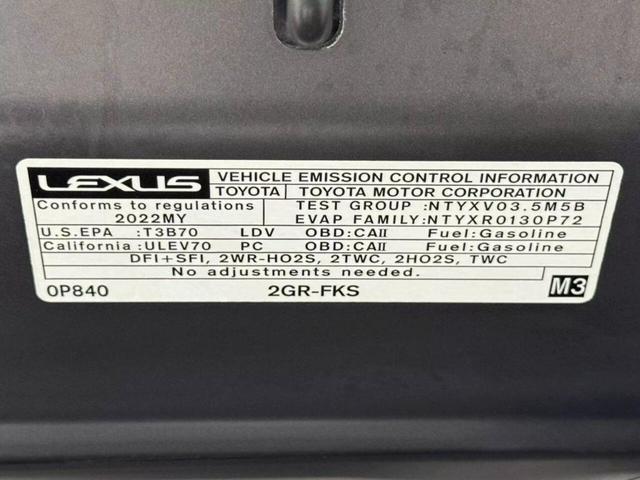 LEXUS VEHICLE EMISSION CONTROL INFORMATION
TOYOTA TOYOTA MOTOR CORPORATION
Conforms to regulations TEST GROUP :NTYXV03.5M5B
2022MY EVAP FAMILY:NTYXR0130P72
U.S.EPA :T3B70 LDV OBD:CAII Fuel:Gasoline
California :ULEV70 PC OBD:CAII Fuel:Gasoline
DFI+SFI, 2WR-HO2S, 2TWC, 2HO2S, TWC
No adjustments needed.
0P840 2GR-FKS M3